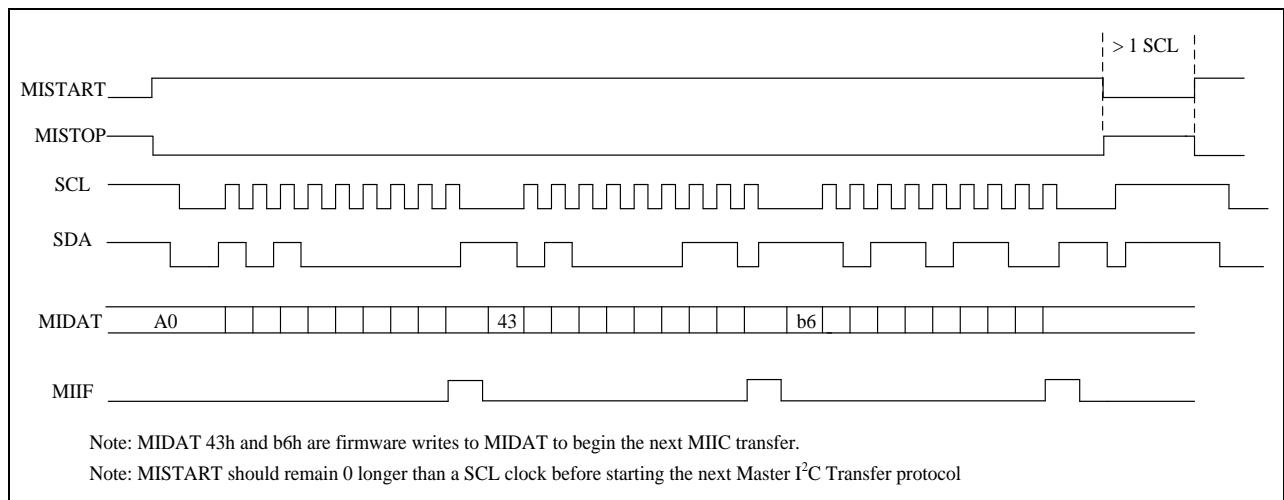 > 1 SCL
MISTART
MISTOP
SCL
SDA
MIDAT A0 43 b6
MIIF
Note: MIDAT 43h and b6h are firmware writes to MIDAT to begin the next MIIC transfer.
Note: MISTART should remain 0 longer than a SCL clock before starting the next Master I²C Transfer protocol